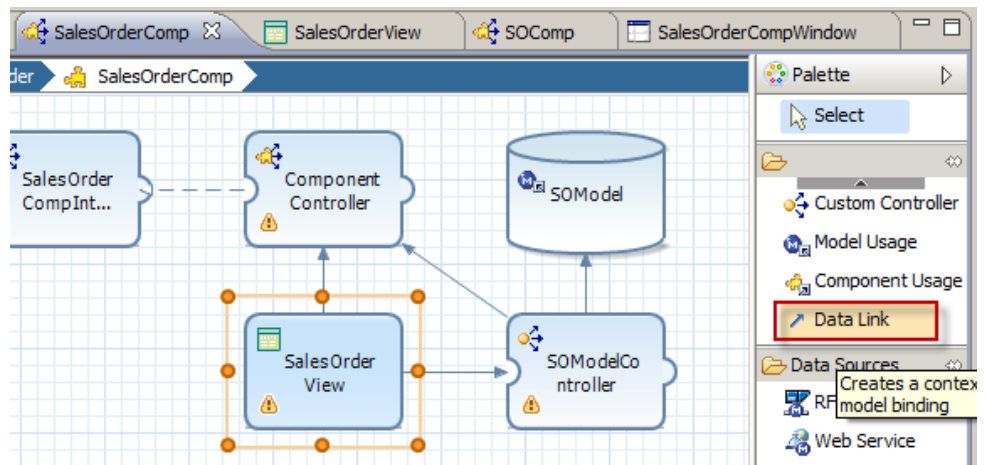 SalesOrderComp
SalesOrderView
SOComp
SalesOrderCompWindow
der
SalesOrderComp
Palette
Select
SalesOrder
CompInt...
Component
Controller
SOModel
Custom Controller
Model Usage
Component Usage
Data Link
SalesOrder
View
SOModelCo
ntroller
Data Sources
Creates a contex
model binding
RF
Web Service